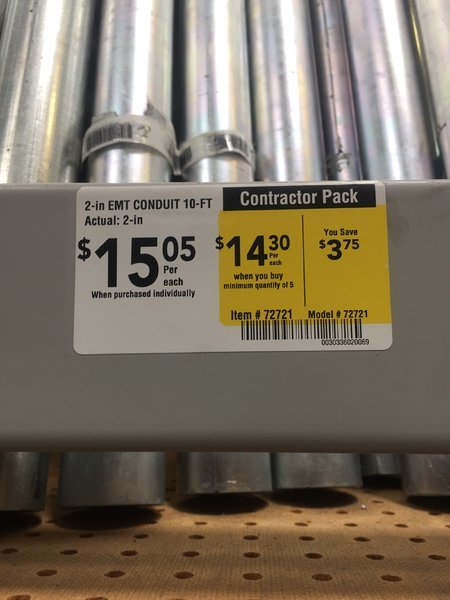 2-in EMT CONDUIT 10-FT
Actual: 2-in
$15 05 Per each
When purchased individually
Contractor Pack
$14 30 Per each
when you buy
minimum quantity of 5
You Save
$3 75
Item # 72721 Model # 72721
0030336020089